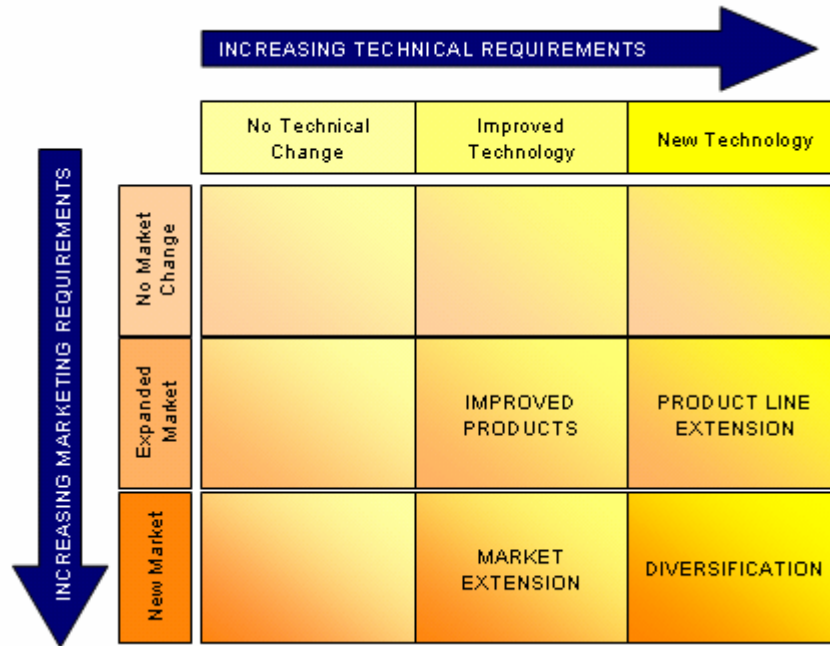 INCREASING TECHNICAL REQUIREMENTS
No Technical
Change
Improved
Technology
New Technology
INCREASING MARKETING REQUIREMENTS
No Market
Change
Expanded
Market
IMPROVED
PRODUCTS
PRODUCT LINE
EXTENSION
New Market
MARKET
EXTENSION
DIVERSIFICATION